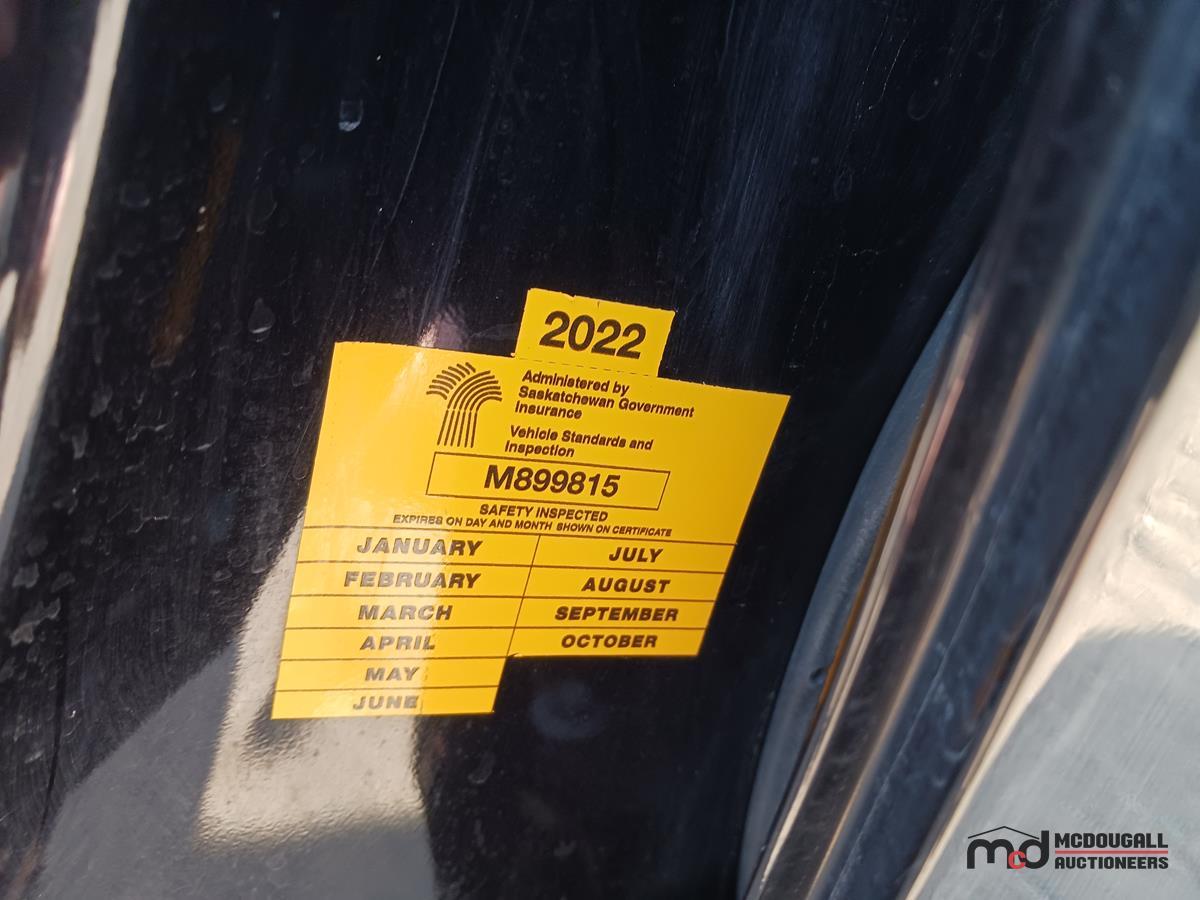 2022
Administered by
Saskatchewan Government
Insurance
Vehicle Standards and
Inspection
M899815
SAFETY INSPECTED
EXPIRES ON DAY AND MONTH SHOWN ON CERTIFICATE
JANUARY JULY
FEBRUARY AUGUST
MARCH SEPTEMBER
APRIL OCTOBER
MAY
JUNE
mcd MCDOUGALL
AUCTIONEERS